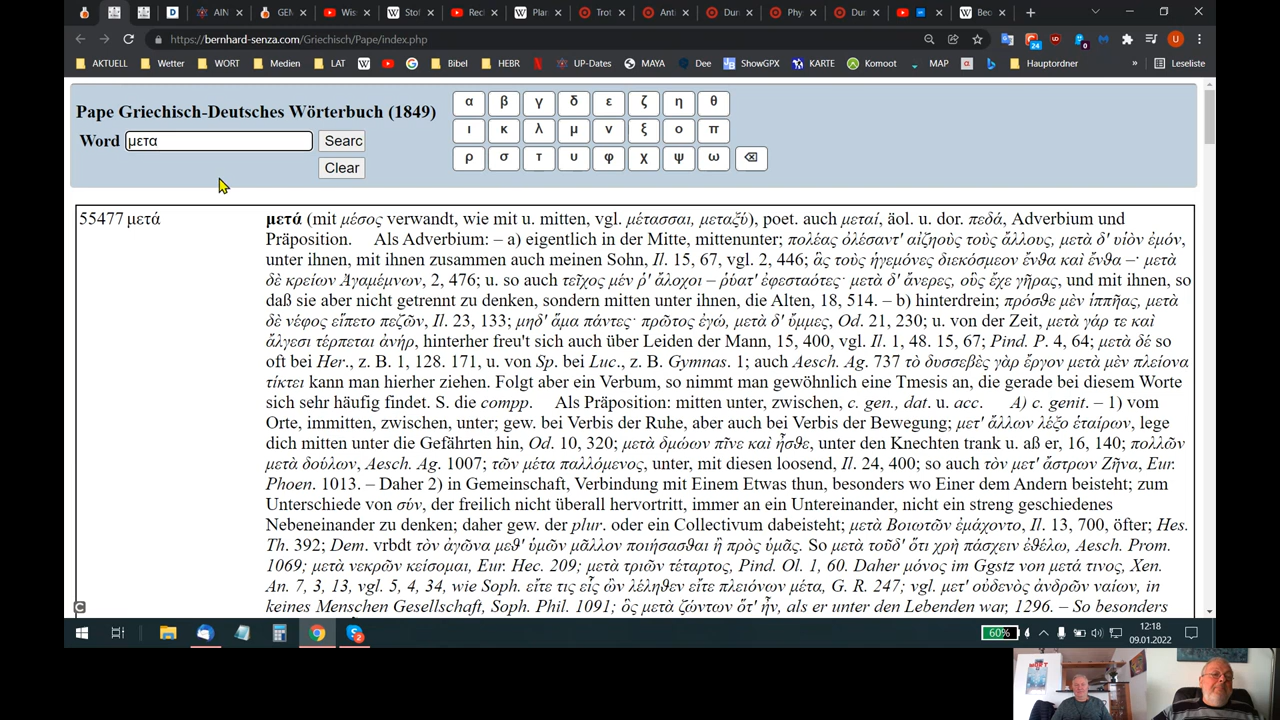 AIN
GEN
Wiss
Stof
Recl
Plan
Trot
Anti
Dun
Phy
Dun
Beo
https://bernhard-senza.com/Griechisch/Pape/index.php
AKTUELL Wetter WORT Medien LAT Bibel HEBR UP-Dates MAYA Dee ShowGPX KARTE Komoot MAP Hauptordner » Leseliste
Pape Griechisch-Deutsches Wörterbuch (1849)
Word μετα Searc
Clear
α β γ δ ε ζ η θ
ι κ λ μ ν ξ ο π
ρ σ τ υ φ χ ψ ω
55477 μετά
μετά (mit μέσος verwandt, wie mit u. mitten, vgl. μέτασσαι, μεταξύ), poet. auch μεταί, äol. u. dor. πεδά, Adverbium und
Präposition. Als Adverbium: – a) eigentlich in der Mitte, mittenunter; πολέας ὀλέσαντ' αἰζηοὺς τοὺς ἄλλους, μετὰ δ' υἱὸν ἐμόν,
unter ihnen, mit ihnen zusammen auch meinen Sohn, Il. 15, 67, vgl. 2, 446; ἃς τοὺς ἡγεμόνες διεκόσμεον ἔνθα καὶ ἔνθα –· μετὰ
δὲ κρείων Ἀγαμέμνων, 2, 476; u. so auch τεῖχος μέν ῥ' ἄλοχοι – ῥύατ' ἐφεσταότες· μετὰ δ' ἄνερες, οὓς ἔχε γῆρας, und mit ihnen, so
daß sie aber nicht getrennt zu denken, sondern mitten unter ihnen, die Alten, 18, 514. – b) hinterdrein; πρόσθε μὲν ἱππῆας, μετὰ
δὲ νέφος εἵπετο πεζῶν, Il. 23, 133; μηδ' ἅμα πάντες· πρῶτος ἐγώ, μετὰ δ' ὔμμες, Od. 21, 230; u. von der Zeit, μετὰ γάρ τε καὶ
ἄλγεσι τέρπεται ἀνήρ, hinterher freu't sich auch über Leiden der Mann, 15, 400, vgl. Il. 1, 48. 15, 67; Pind. P. 4, 64; μετὰ δέ so
oft bei Her., z. B. 1, 128. 171, u. von Sp. bei Luc., z. B. Gymnas. 1; auch Aesch. Ag. 737 τὸ δυσσεβὲς γὰρ ἔργον μετὰ μὲν πλείονα
τίκτει kann man hierher ziehen. Folgt aber ein Verbum, so nimmt man gewöhnlich eine Tmesis an, die gerade bei diesem Worte
sich sehr häufig findet. S. die compp. Als Präposition: mitten unter, zwischen, c. gen., dat. u. acc. A) c. genit. – 1) vom
Orte, immitten, zwischen, unter; gew. bei Verbis der Ruhe, aber auch bei Verbis der Bewegung; μετ' ἄλλων λέξο ἑταίρων, lege
dich mitten unter die Gefährten hin, Od. 10, 320; μετὰ δμώων πῖνε καὶ ἦσθε, unter den Knechten trank u. aß er, 16, 140; πολλῶν
μετὰ δούλων, Aesch. Ag. 1007; τῶν μέτα παλλόμενος, unter, mit diesen loosend, Il. 24, 400; so auch τὸν μετ' ἄστρων Ζῆνα, Eur.
Phoen. 1013. – Daher 2) in Gemeinschaft, Verbindung mit Einem Etwas thun, besonders wo Einer dem Andern beisteht; zum
Unterschiede von σύν, der freilich nicht überall hervortritt, immer an ein Untereinander, nicht ein streng geschiedenes
Nebeneinander zu denken; daher gew. der plur. oder ein Collectivum dabeisteht; μετὰ Βοιωτῶν ἐμάχοντο, Il. 13, 700, öfter; Hes.
Th. 392; Dem. vrbdt τὸν ἀγῶνα μεθ' ὑμῶν μᾶλλον ποιήσασθαι ἢ πρὸς ὑμᾶς. So μετὰ τοῦδ' ὅτι χρὴ πάσχειν ἐθέλω, Aesch. Prom.
1069; μετὰ νεκρῶν κείσομαι, Eur. Hec. 209; μετὰ τριῶν τέταρτος, Pind. Ol. 1, 60. Daher μόνος im Ggstz von μετά τινος, Xen.
An. 7, 3, 13, vgl. 5, 4, 34, wie Soph. εἴτε τις εἷς ὢν λέληθεν εἴτε πλειόνων μέτα, G. R. 247; vgl. μετ' οὐδενὸς ἀνδρῶν ναίων, in
keines Menschen Gesellschaft, Soph. Phil. 1091; ὃς μετὰ ζώντων ὅτ' ἦν, als er unter den Lebenden war, 1296. – So besonders
60%
12:18
09.01.2022